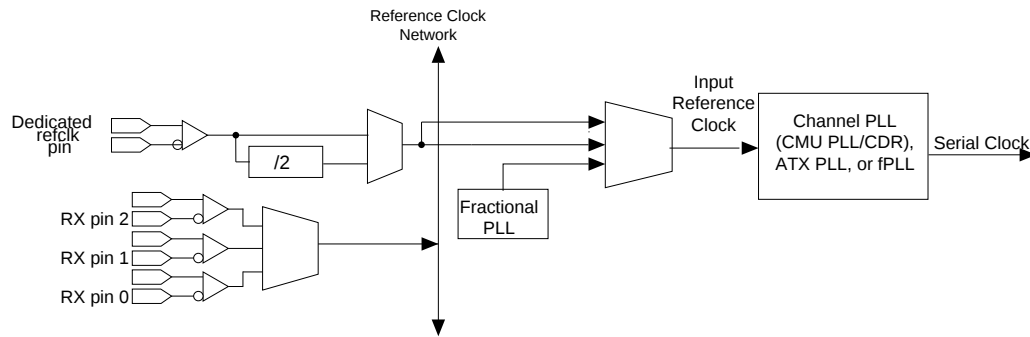 Reference Clock
Network
Dedicated
refclk
pin
/2
Input
Reference
Clock
Channel PLL
(CMU PLL/CDR),
ATX PLL, or fPLL
Serial Clock
Fractional
PLL
RX pin 2
RX pin 1
RX pin 0